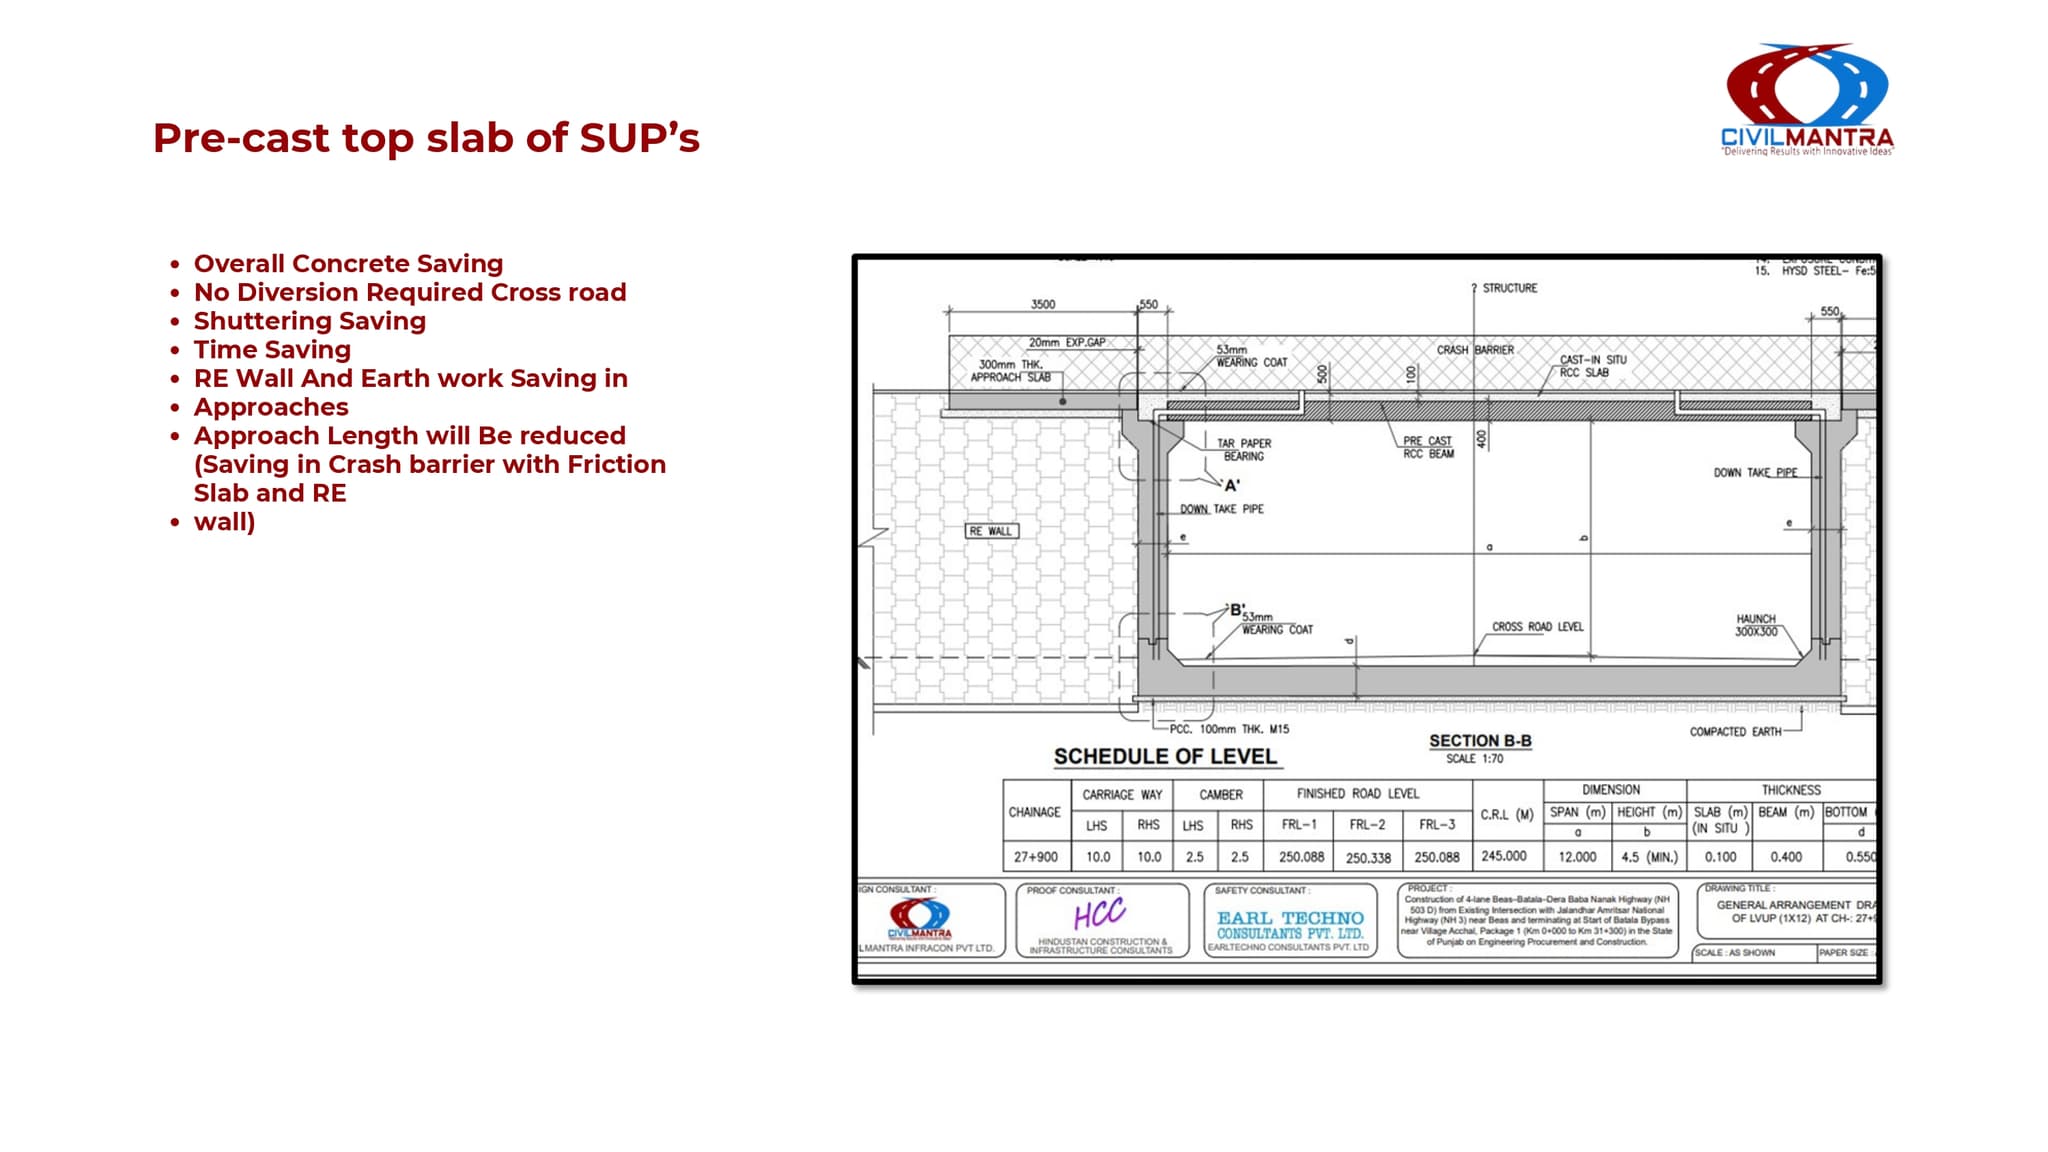 CIVILMANTRA
"Delivering Results with Innovative Ideas"
Pre-cast top slab of SUP's
• Overall Concrete Saving
• No Diversion Required Cross road
• Shuttering Saving
• Time Saving
• RE Wall And Earth work Saving in
• Approaches
• Approach Length will Be reduced
(Saving in Crash barrier with Friction
Slab and RE
• wall)
15. HYSD STEEL- Fe:5
? STRUCTURE
3500
550
550
20mm EXP.GAP
53mm
WEARING COAT
CRASH BARRIER
CAST-IN SITU
RCC SLAB
300mm THK.
APPROACH SLAB
500
100
400
TAR PAPER
BEARING
PRE CAST
RCC BEAM
'A'
DOWN TAKE PIPE
DOWN TAKE PIPE
RE WALL
e
e
a
b
'B'
53mm
WEARING COAT
CROSS ROAD LEVEL
HAUNCH
300X300
d
PCC. 100mm THK. M15
COMPACTED EARTH
SECTION B-B
SCALE 1:70
SCHEDULE OF LEVEL
CHAINAGE CARRIAGE WAY CAMBER FINISHED ROAD LEVEL C.R.L (M) DIMENSION THICKNESS
LHS RHS LHS RHS FRL-1 FRL-2 FRL-3 SPAN (m) HEIGHT (m) SLAB (m) BEAM (m) BOTTOM
(IN SITU )
a b d
27+900 10.0 10.0 2.5 2.5 250.088 250.338 250.088 245.000 12.000 4.5 (MIN.) 0.100 0.400 0.550
IGN CONSULTANT :
CIVILMANTRA
LMANTRA INFRACON PVT LTD.
PROOF CONSULTANT :
HCC
HINDUSTAN CONSTRUCTION &
INFRASTRUCTURE CONSULTANTS
SAFETY CONSULTANT :
EARL TECHNO
CONSULTANTS PVT. LTD.
EARLTECHNO CONSULTANTS PVT. LTD
PROJECT :
Construction of 4-lane Beas-Batala-Dera Baba Nanak Highway (NH
503 D) from Existing Intersection with Jalandhar Amritsar National
Highway (NH 3) near Beas and terminating at Start of Batala Bypass
near Village Acchal, Package 1 (Km 0+000 to Km 31+300) in the State
of Punjab on Engineering Procurement and Construction.
DRAWING TITLE :
GENERAL ARRANGEMENT DRA
OF LVUP (1X12) AT CH-: 27+9
SCALE : AS SHOWN
PAPER SIZE :